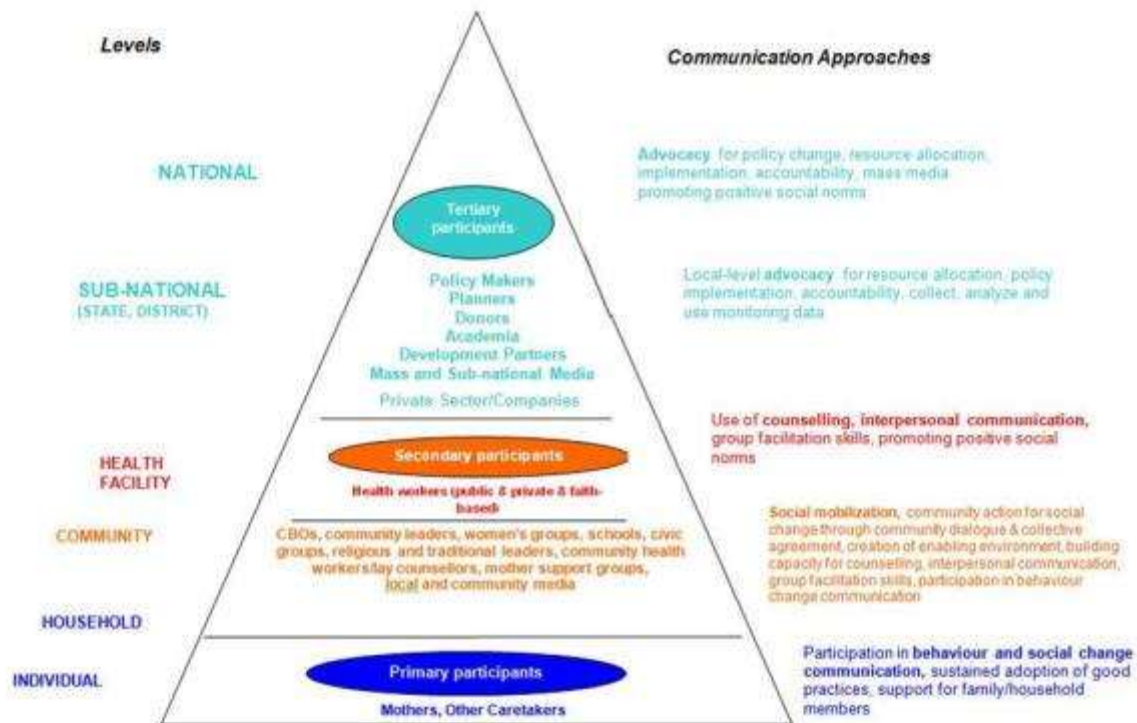 Levels
Communication Approaches
NATIONAL
Advocacy for policy change, resource allocation,
implementation, accountability, mass media
promoting positive social norms
Tertiary
participants
SUB-NATIONAL
(STATE, DISTRICT)
Policy Makers
Planners
Donors
Academia
Development Partners
Mass and Sub-national Media
Private Sector/Companies
Local-level advocacy for resource allocation, policy
implementation, accountability, collect, analyze and
use monitoring data
HEALTH
FACILITY
Secondary participants
Health workers (public & private & faith-
based)
Use of counselling, interpersonal communication,
group facilitation skills, promoting positive social
norms
COMMUNITY
CBOs, community leaders, women's groups, schools, civic
groups, religious and traditional leaders, community health
workers/lay counsellors, mother support groups,
local and community media
Social mobilization, community action for social
change through community dialogue & collective
agreement, creation of enabling environment, building
capacity for counselling, interpersonal communication,
group facilitation skills, participation in behaviour
change communication
HOUSEHOLD
INDIVIDUAL
Primary participants
Mothers, Other Caretakers
Participation in behaviour and social change
communication, sustained adoption of good
practices, support for family/household
members